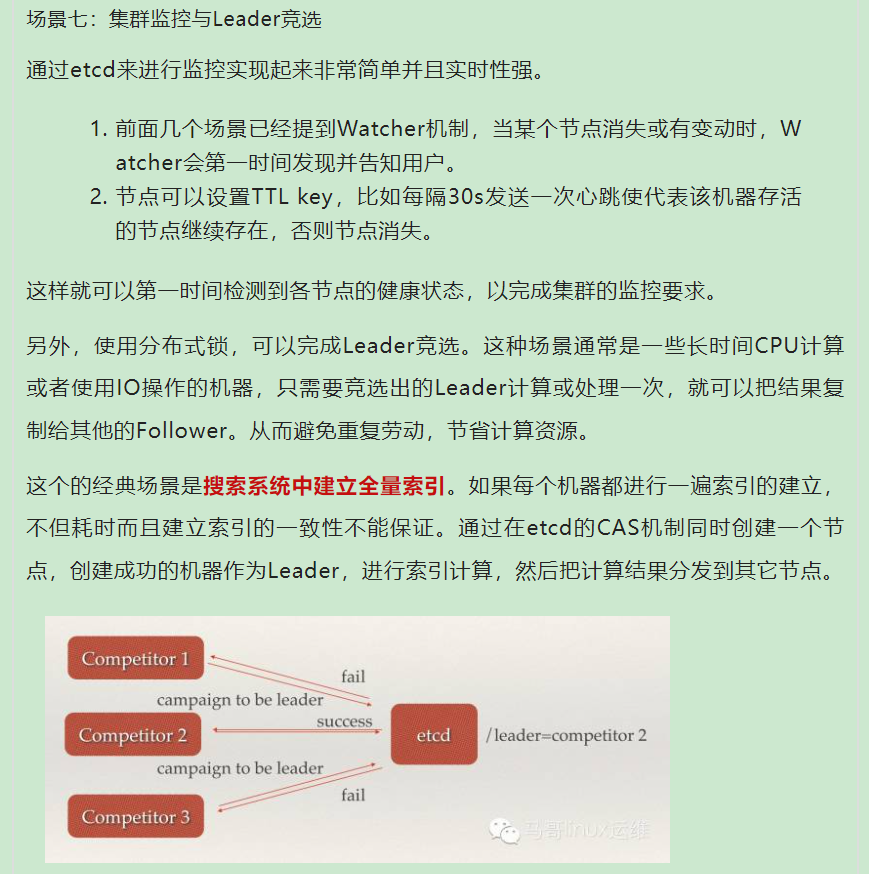 场景七：集群监控与Leader竞选
通过etcd来进行监控实现起来非常简单并且实时性强。
1. 前面几个场景已经提到Watcher机制，当某个节点消失或有变动时，W
atcher会第一时间发现并告知用户。
2. 节点可以设置TTL key，比如每隔30s发送一次心跳使代表该机器存活
的节点继续存在，否则节点消失。
这样就可以第一时间检测到各节点的健康状态，以完成集群的监控要求。
另外，使用分布式锁，可以完成Leader竞选。这种场景通常是一些长时间CPU计算
或者使用IO操作的机器，只需要竞选出的Leader计算或处理一次，就可以把结果复
制给其他的Follower。从而避免重复劳动，节省计算资源。
这个的经典场景是搜索系统中建立全量索引。如果每个机器都进行一遍索引的建立，
不但耗时而且建立索引的一致性不能保证。通过在etcd的CAS机制同时创建一个节
点，创建成功的机器作为Leader，进行索引计算，然后把计算结果分发到其它节点。
Competitor 1
fail
campaign to be leader
success
Competitor 2
etcd
/leader=competitor 2
campaign to be leader
fail
Competitor 3
马哥linux运维